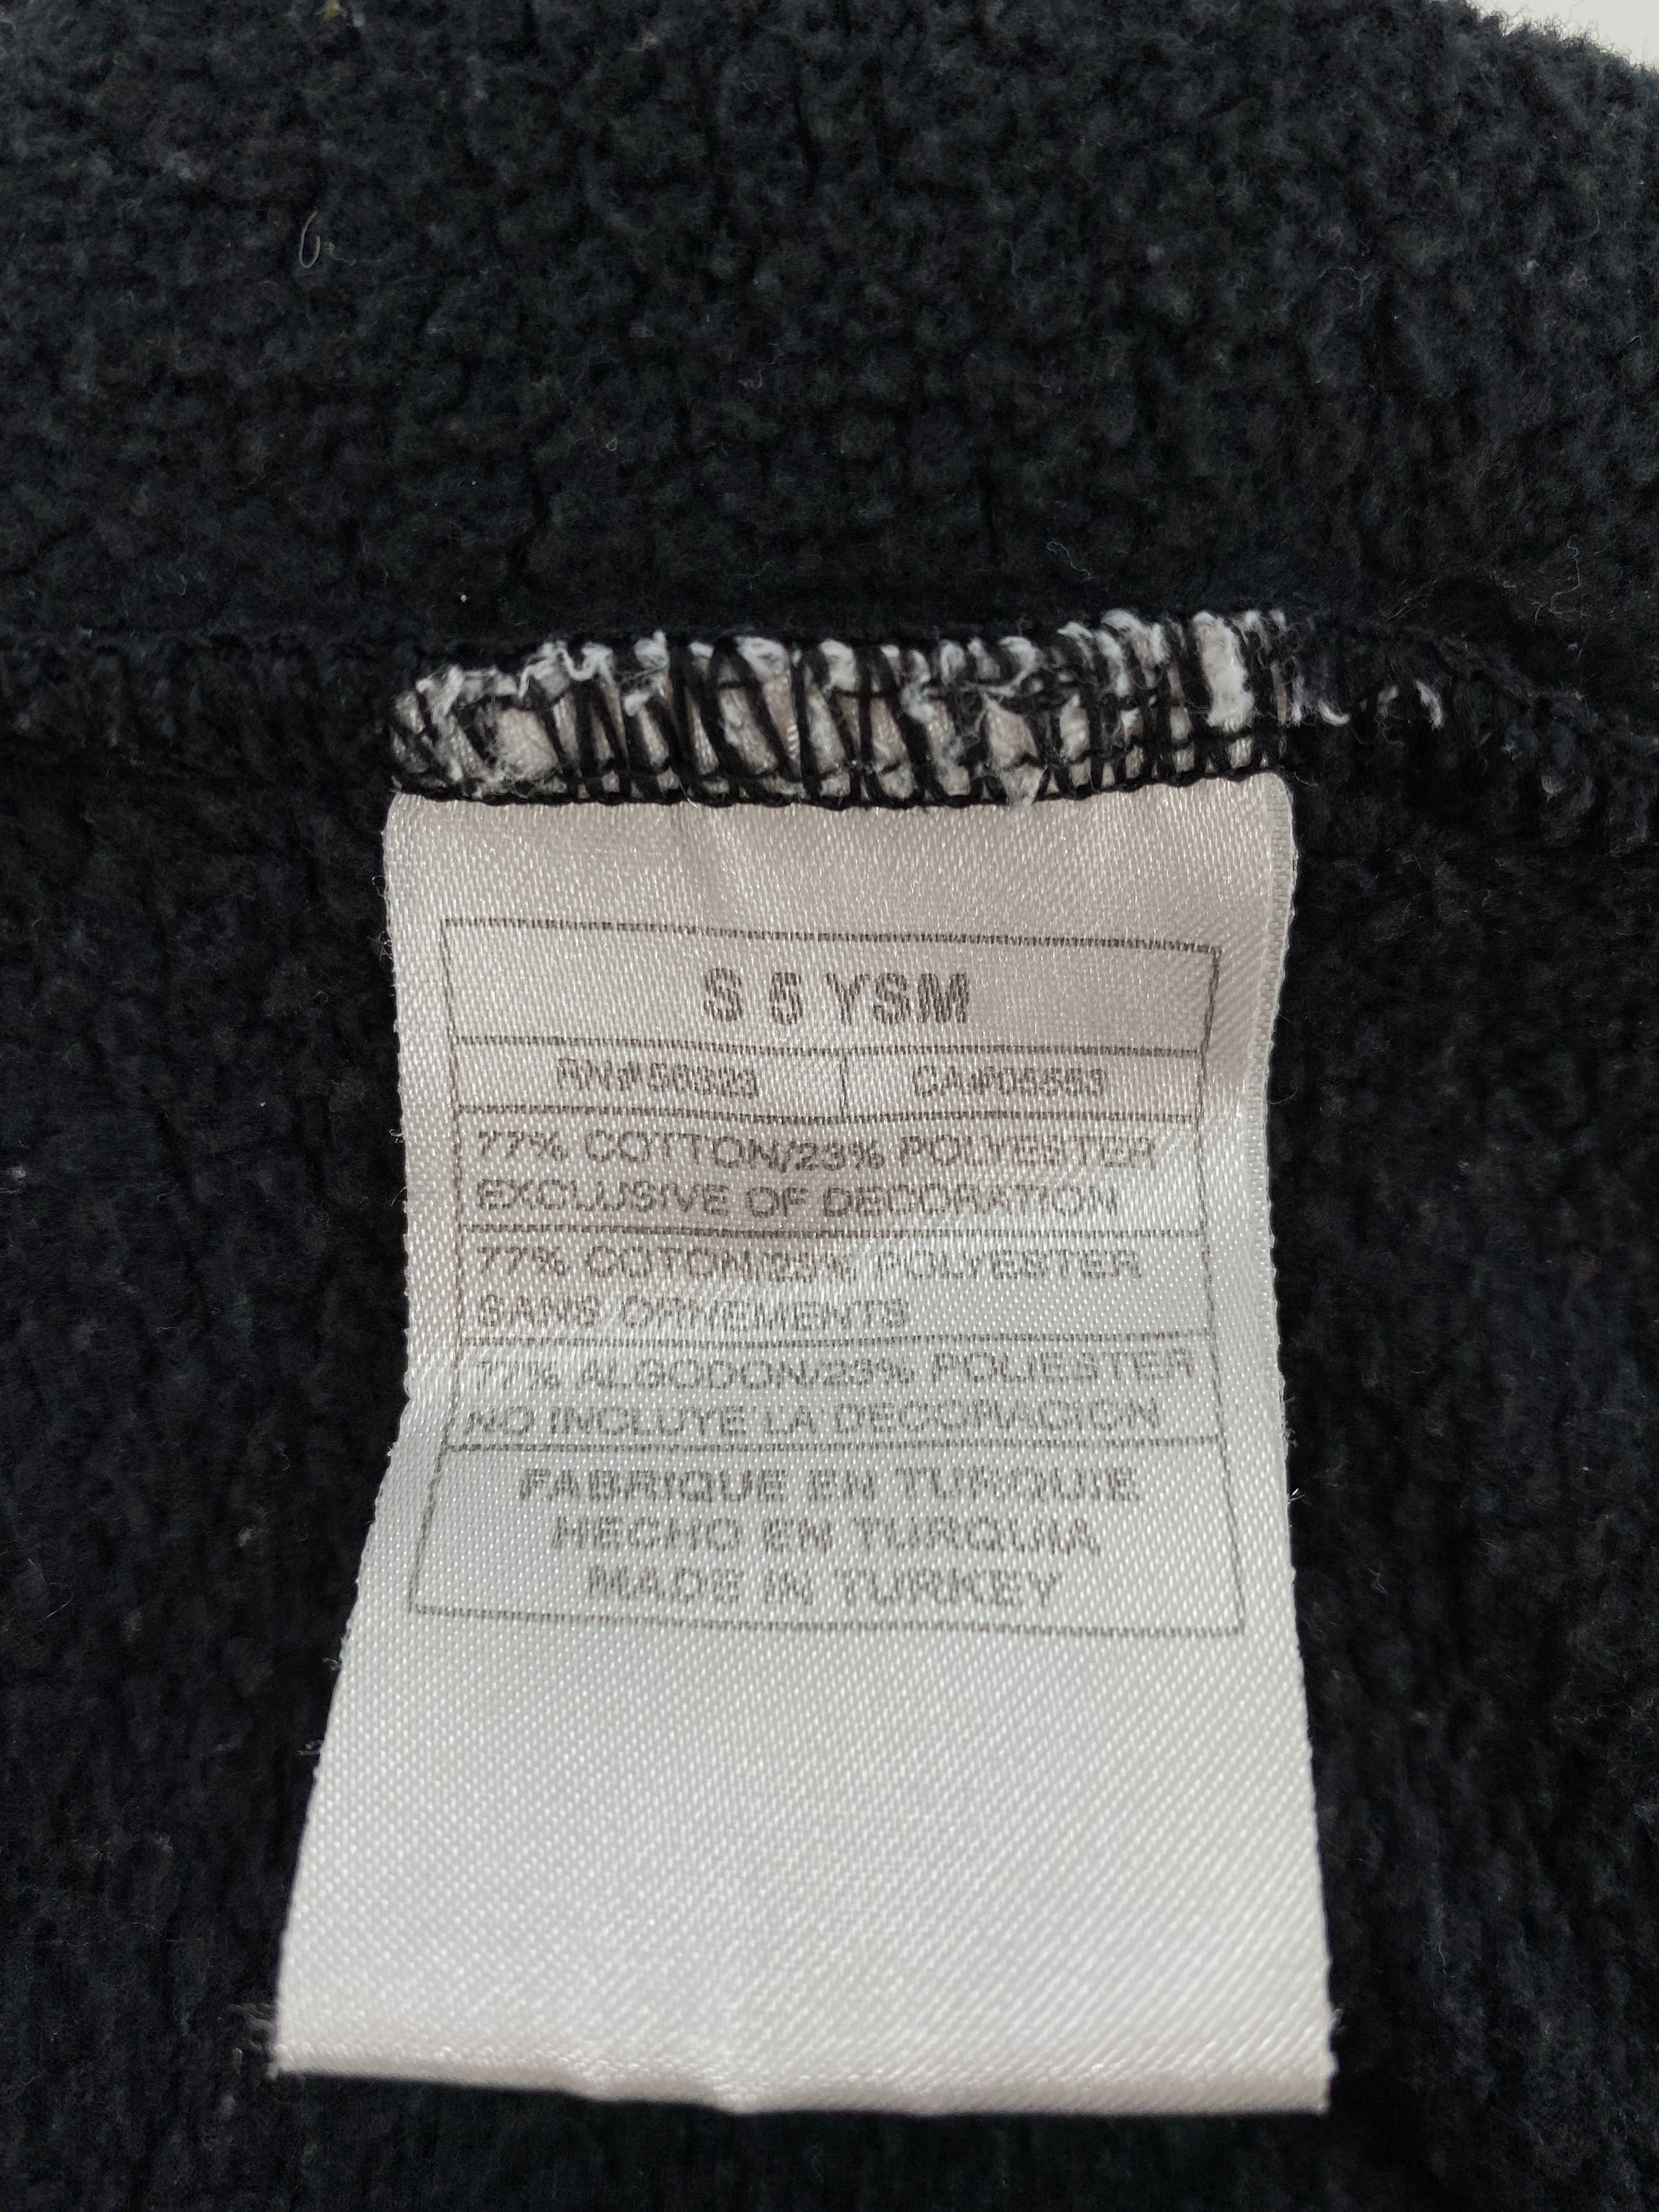 S 5 YSM
RN#56323 CA#05553
77% COTTON/23% POLYESTER
EXCLUSIVE OF DECORATION
77% COTON/23% POLYESTER
SANS ORNEMENTS
77% ALGODON/23% POLIESTER
NO INCLUYE LA DECORACION
FABRIQUE EN TURQUIE
HECHO EN TURQUIA
MADE IN TURKEY